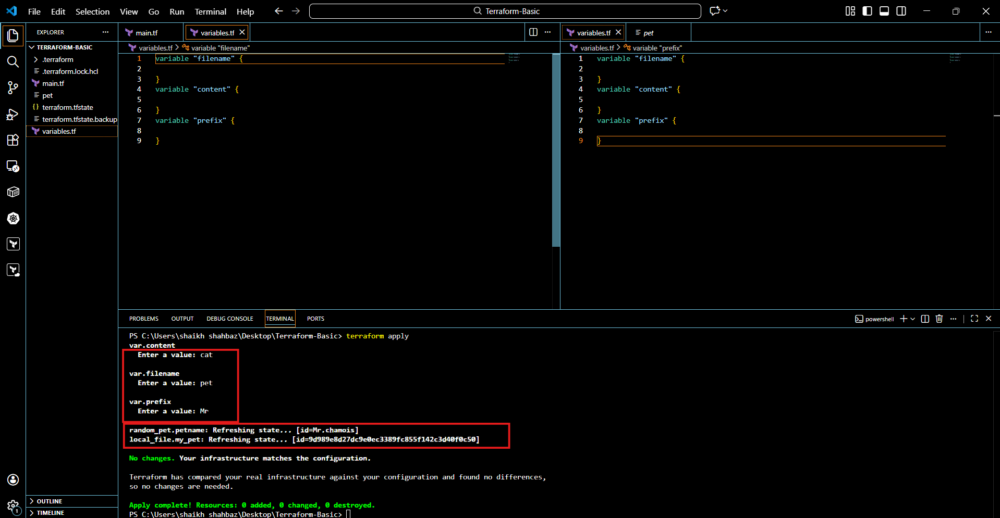 File Edit Selection View Go Run Terminal Help
Terraform-Basic
EXPLORER
TERRAFORM-BASIC
.terraform
.terraform.lock.hcl
main.tf
pet
terraform.tfstate
terraform.tfstate.backup
variables.tf
OUTLINE
TIMELINE
1
main.tf
variables.tf
variables.tf > variable "filename"
1 variable "filename" {
2
3 }
4 variable "content" {
5
6 }
7 variable "prefix" {
8
9 }
variables.tf
pet
variables.tf > variable "prefix"
1 variable "filename" {
2
3 }
4 variable "content" {
5
6 }
7 variable "prefix" {
8
9 }
PROBLEMS OUTPUT DEBUG CONSOLE TERMINAL PORTS
powershell
PS C:\Users\shaikh shahbaz\Desktop\Terraform-Basic> terraform apply
var.content
Enter a value: cat
var.filename
Enter a value: pet
var.prefix
Enter a value: Mr
random_pet.petname: Refreshing state... [id=Mr.chamois]
local_file.my_pet: Refreshing state... [id=9d989e8d27dc9e0ec3389fc855f142c3d40f0c50]
No changes. Your infrastructure matches the configuration.
Terraform has compared your real infrastructure against your configuration and found no differences,
so no changes are needed.
Apply complete! Resources: 0 added, 0 changed, 0 destroyed.
PS C:\Users\shaikh shahbaz\Desktop\Terraform-Basic>